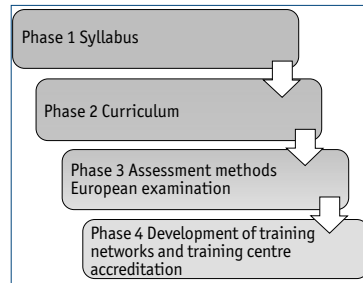 Phase 1 Syllabus
Phase 2 Curriculum
Phase 3 Assessment methods
European examination
Phase 4 Development of training
networks and training centre
accreditation